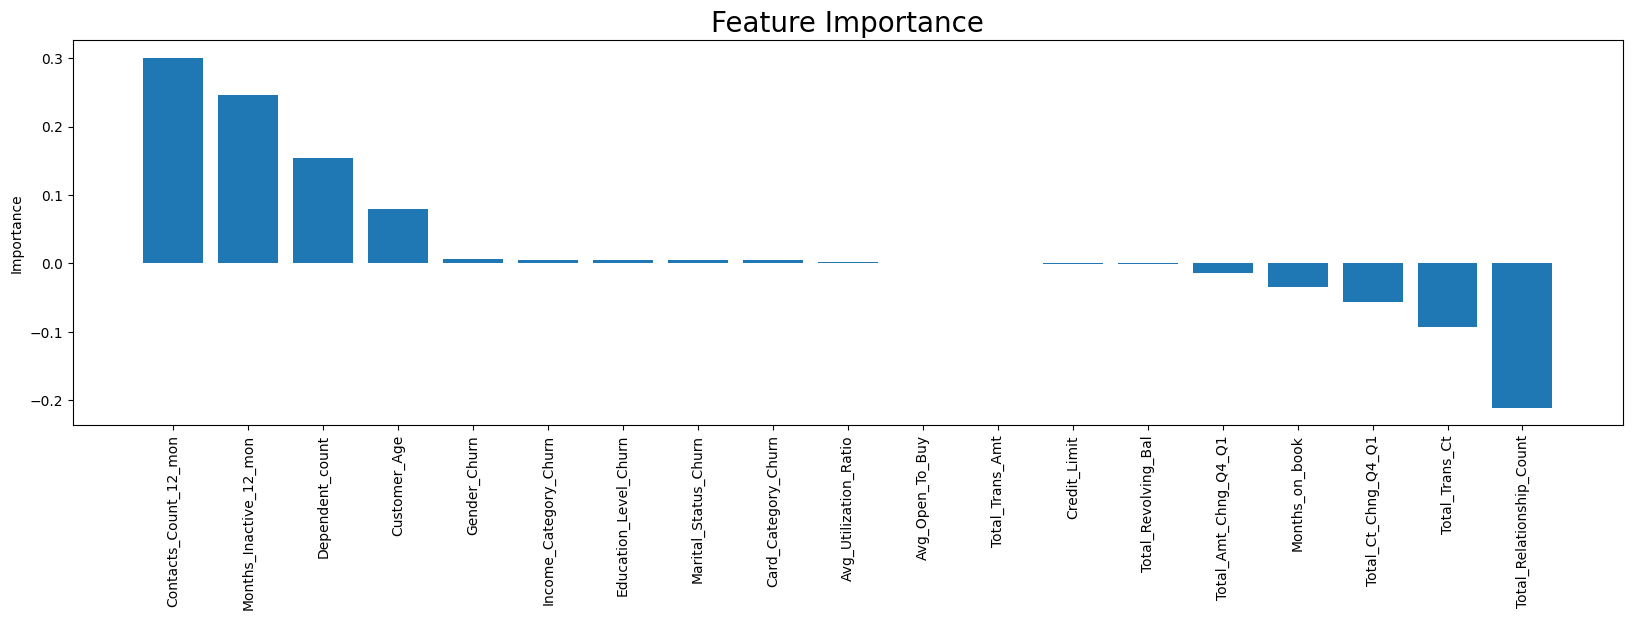 Feature Importance
Importance
0.3
0.2
0.1
0.0
−0.1
−0.2
Contacts_Count_12_mon
Months_Inactive_12_mon
Dependent_count
Customer_Age
Gender_Churn
Income_Category_Churn
Education_Level_Churn
Marital_Status_Churn
Card_Category_Churn
Avg_Utilization_Ratio
Avg_Open_To_Buy
Total_Trans_Amt
Credit_Limit
Total_Revolving_Bal
Total_Amt_Chng_Q4_Q1
Months_on_book
Total_Ct_Chng_Q4_Q1
Total_Trans_Ct
Total_Relationship_Count